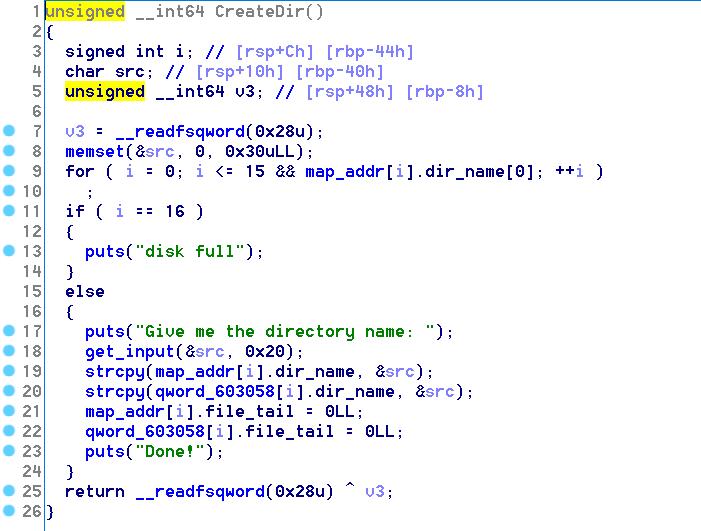 1 unsigned __int64 CreateDir()
2 {
3   signed int i; // [rsp+Ch] [rbp-44h]
4   char src; // [rsp+10h] [rbp-40h]
5   unsigned __int64 v3; // [rsp+48h] [rbp-8h]
6
7   v3 = __readfsqword(0x28u);
8   memset(&src, 0, 0x30uLL);
9   for ( i = 0; i <= 15 && map_addr[i].dir_name[0]; ++i )
10     ;
11   if ( i == 16 )
12   {
13     puts("disk full");
14   }
15   else
16   {
17     puts("Give me the directory name: ");
18     get_input(&src, 0x20);
19     strcpy(map_addr[i].dir_name, &src);
20     strcpy(qword_603058[i].dir_name, &src);
21     map_addr[i].file_tail = 0LL;
22     qword_603058[i].file_tail = 0LL;
23     puts("Done!");
24   }
25   return __readfsqword(0x28u) ^ v3;
26 }